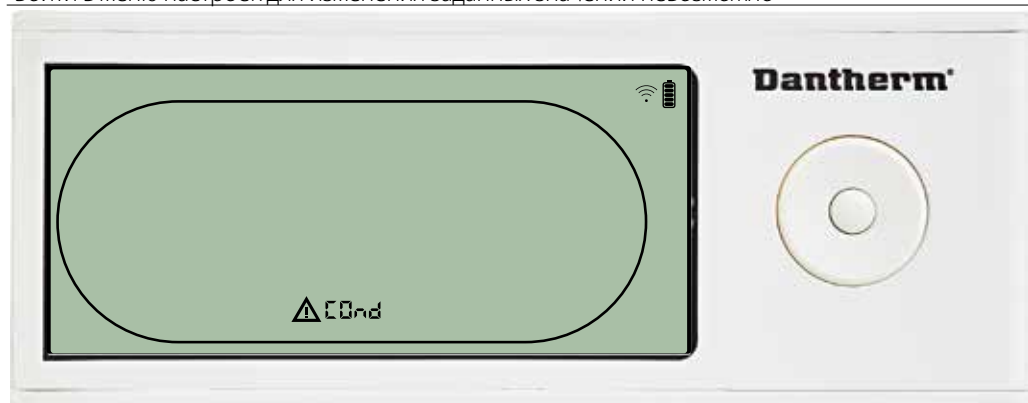 войти в меню настроек для изменения заданных значений невозможно
Dantherm®
COnd